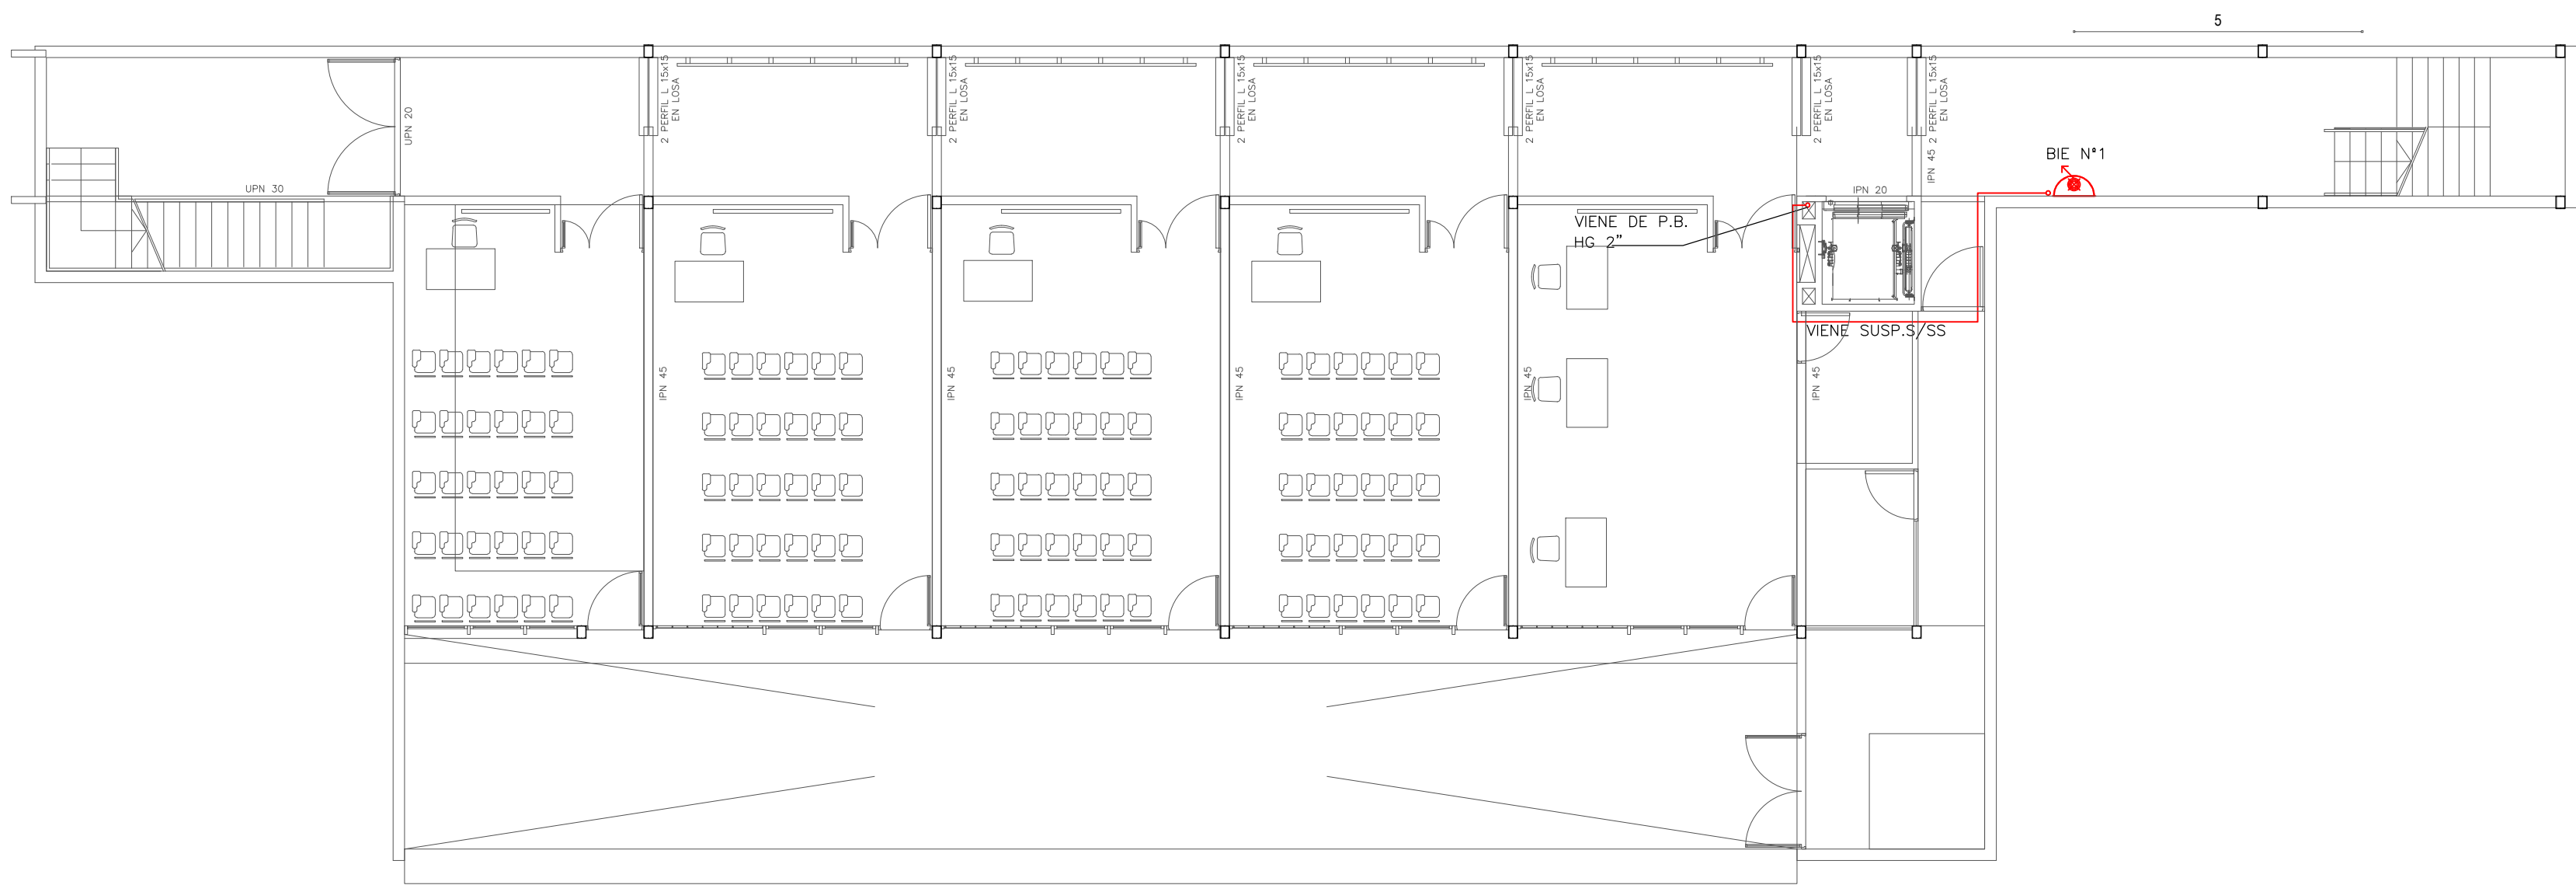 5
2 PERFIL L 15x15
EN LOSA
2 PERFIL L 15x15
EN LOSA
2 PERFIL L 15x15
EN LOSA
2 PERFIL L 15x15
EN LOSA
2 PERFIL L 15x15
EN LOSA
IPN 45 2 PERFIL L 15x15
EN LOSA
UPN 20
BIE N°1
UPN 30
IPN 20
VIENE DE P.B.
HG 2”
VIENE SUSP.S/SS
IPN 45
IPN 45
IPN 45
IPN 45
IPN 45